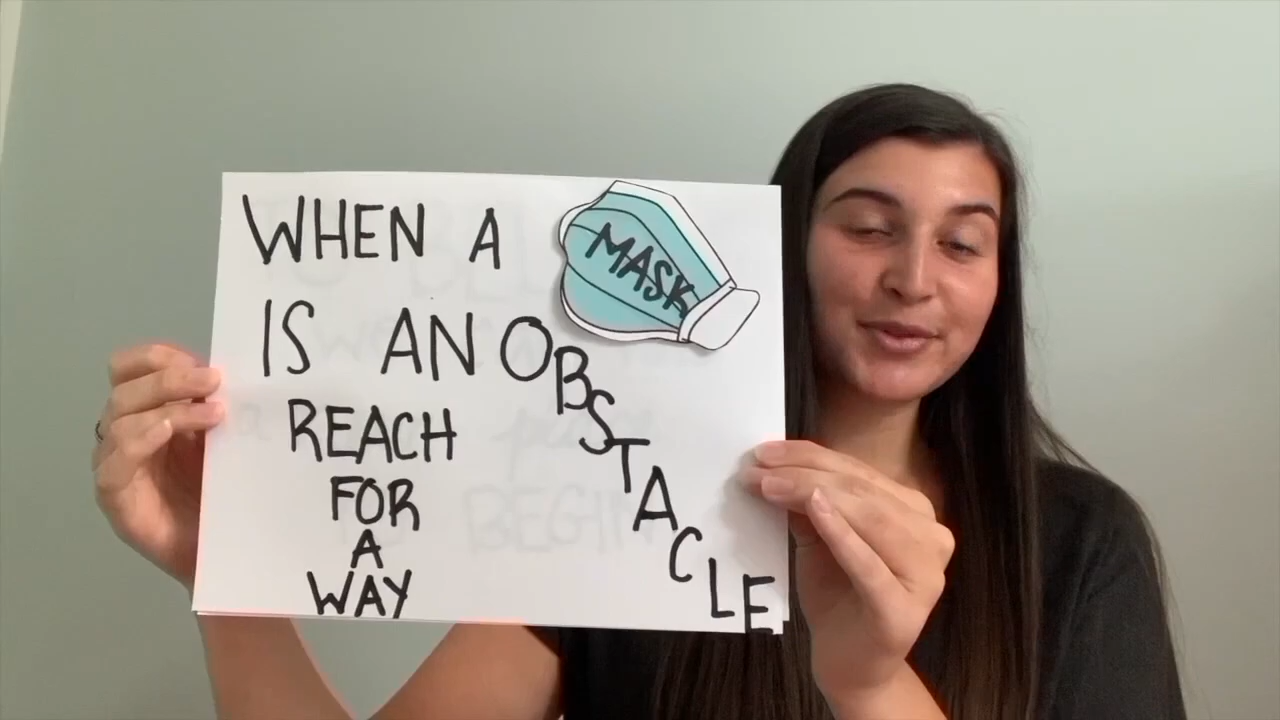 WHEN A MASK
IS AN OBSTACLE
REACH
FOR
A
WAY